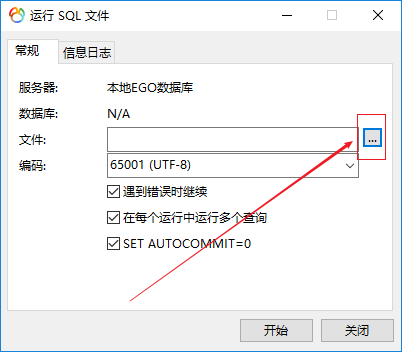 运行 SQL 文件
常规 信息日志
服务器: 本地EGO数据库
数据库: N/A
文件: ...
编码: 65001 (UTF-8)
遇到错误时继续
在每个运行中运行多个查询
SET AUTOCOMMIT=0
开始 关闭